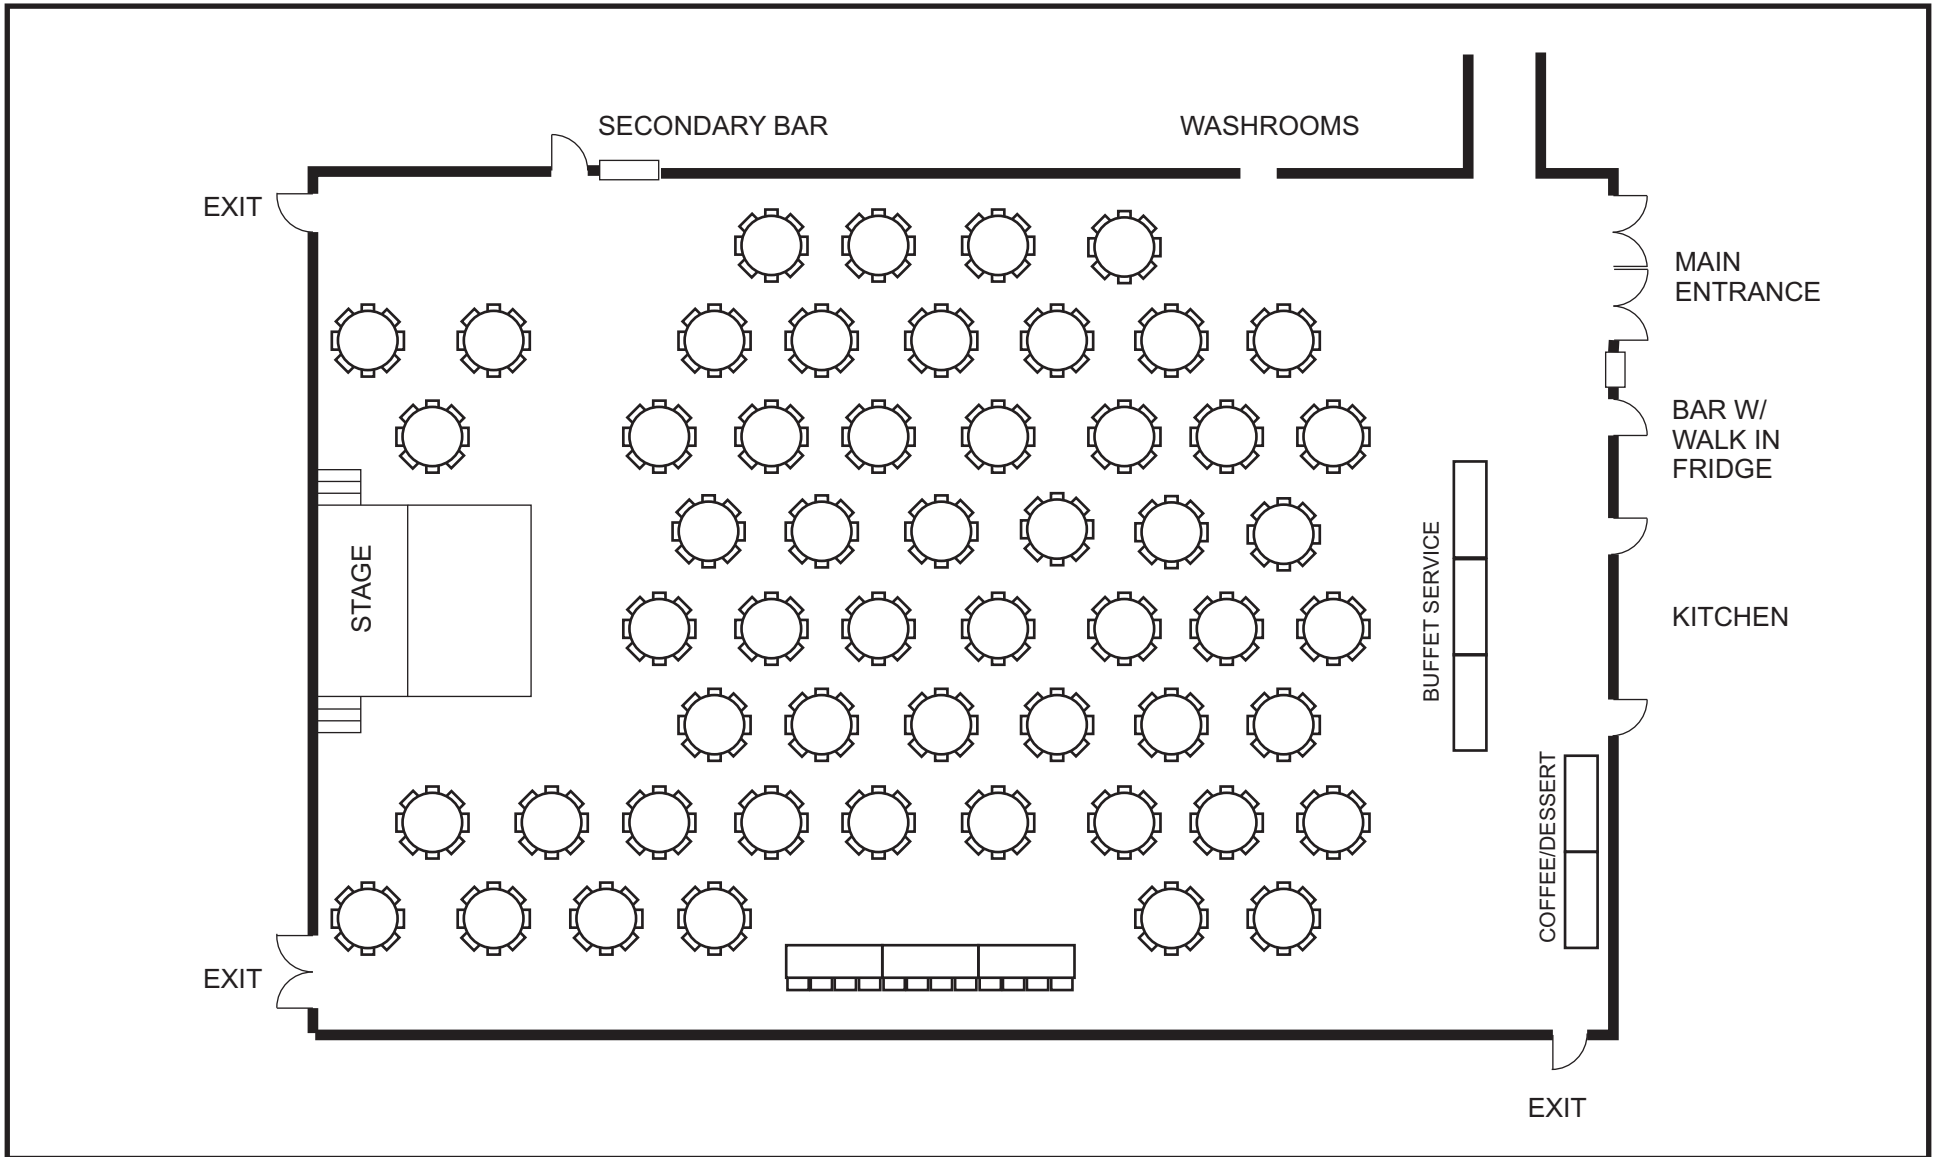 SECONDARY BAR
WASHROOMS
EXIT
MAIN
ENTRANCE
BAR W/
WALK IN
FRIDGE
STAGE
BUFFET SERVICE
KITCHEN
COFFEE/DESSERT
EXIT
EXIT